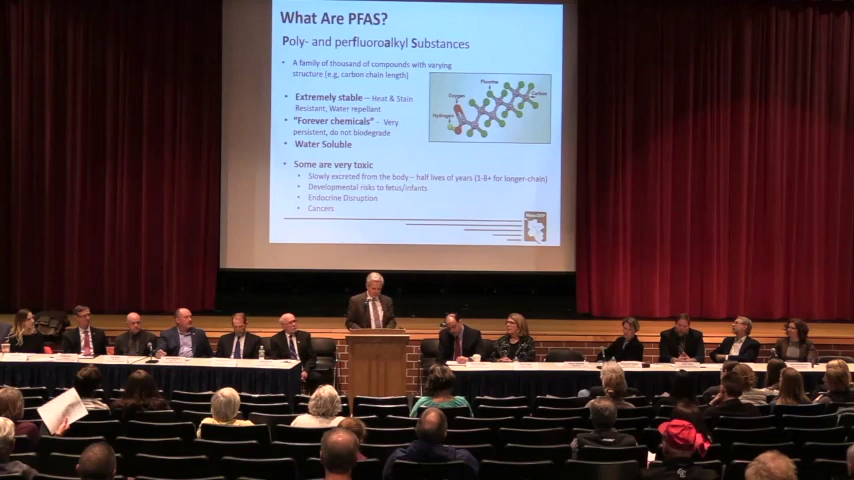 What Are PFAS?
Poly- and perfluoroalkyl Substances
• A family of thousand of compounds with varying
structure (e.g, carbon chain length)
• Extremely stable – Heat & Stain
Resistant, Water repellant
• "Forever chemicals" - Very
persistent, do not biodegrade
• Water Soluble
Fluorine
Carbon
Oxygen
Hydrogen
• Some are very toxic
• Slowly excreted from the body – half lives of years (1-8+ for longer-chain)
• Developmental risks to fetus/infants
• Endocrine Disruption
• Cancers
MassDEP